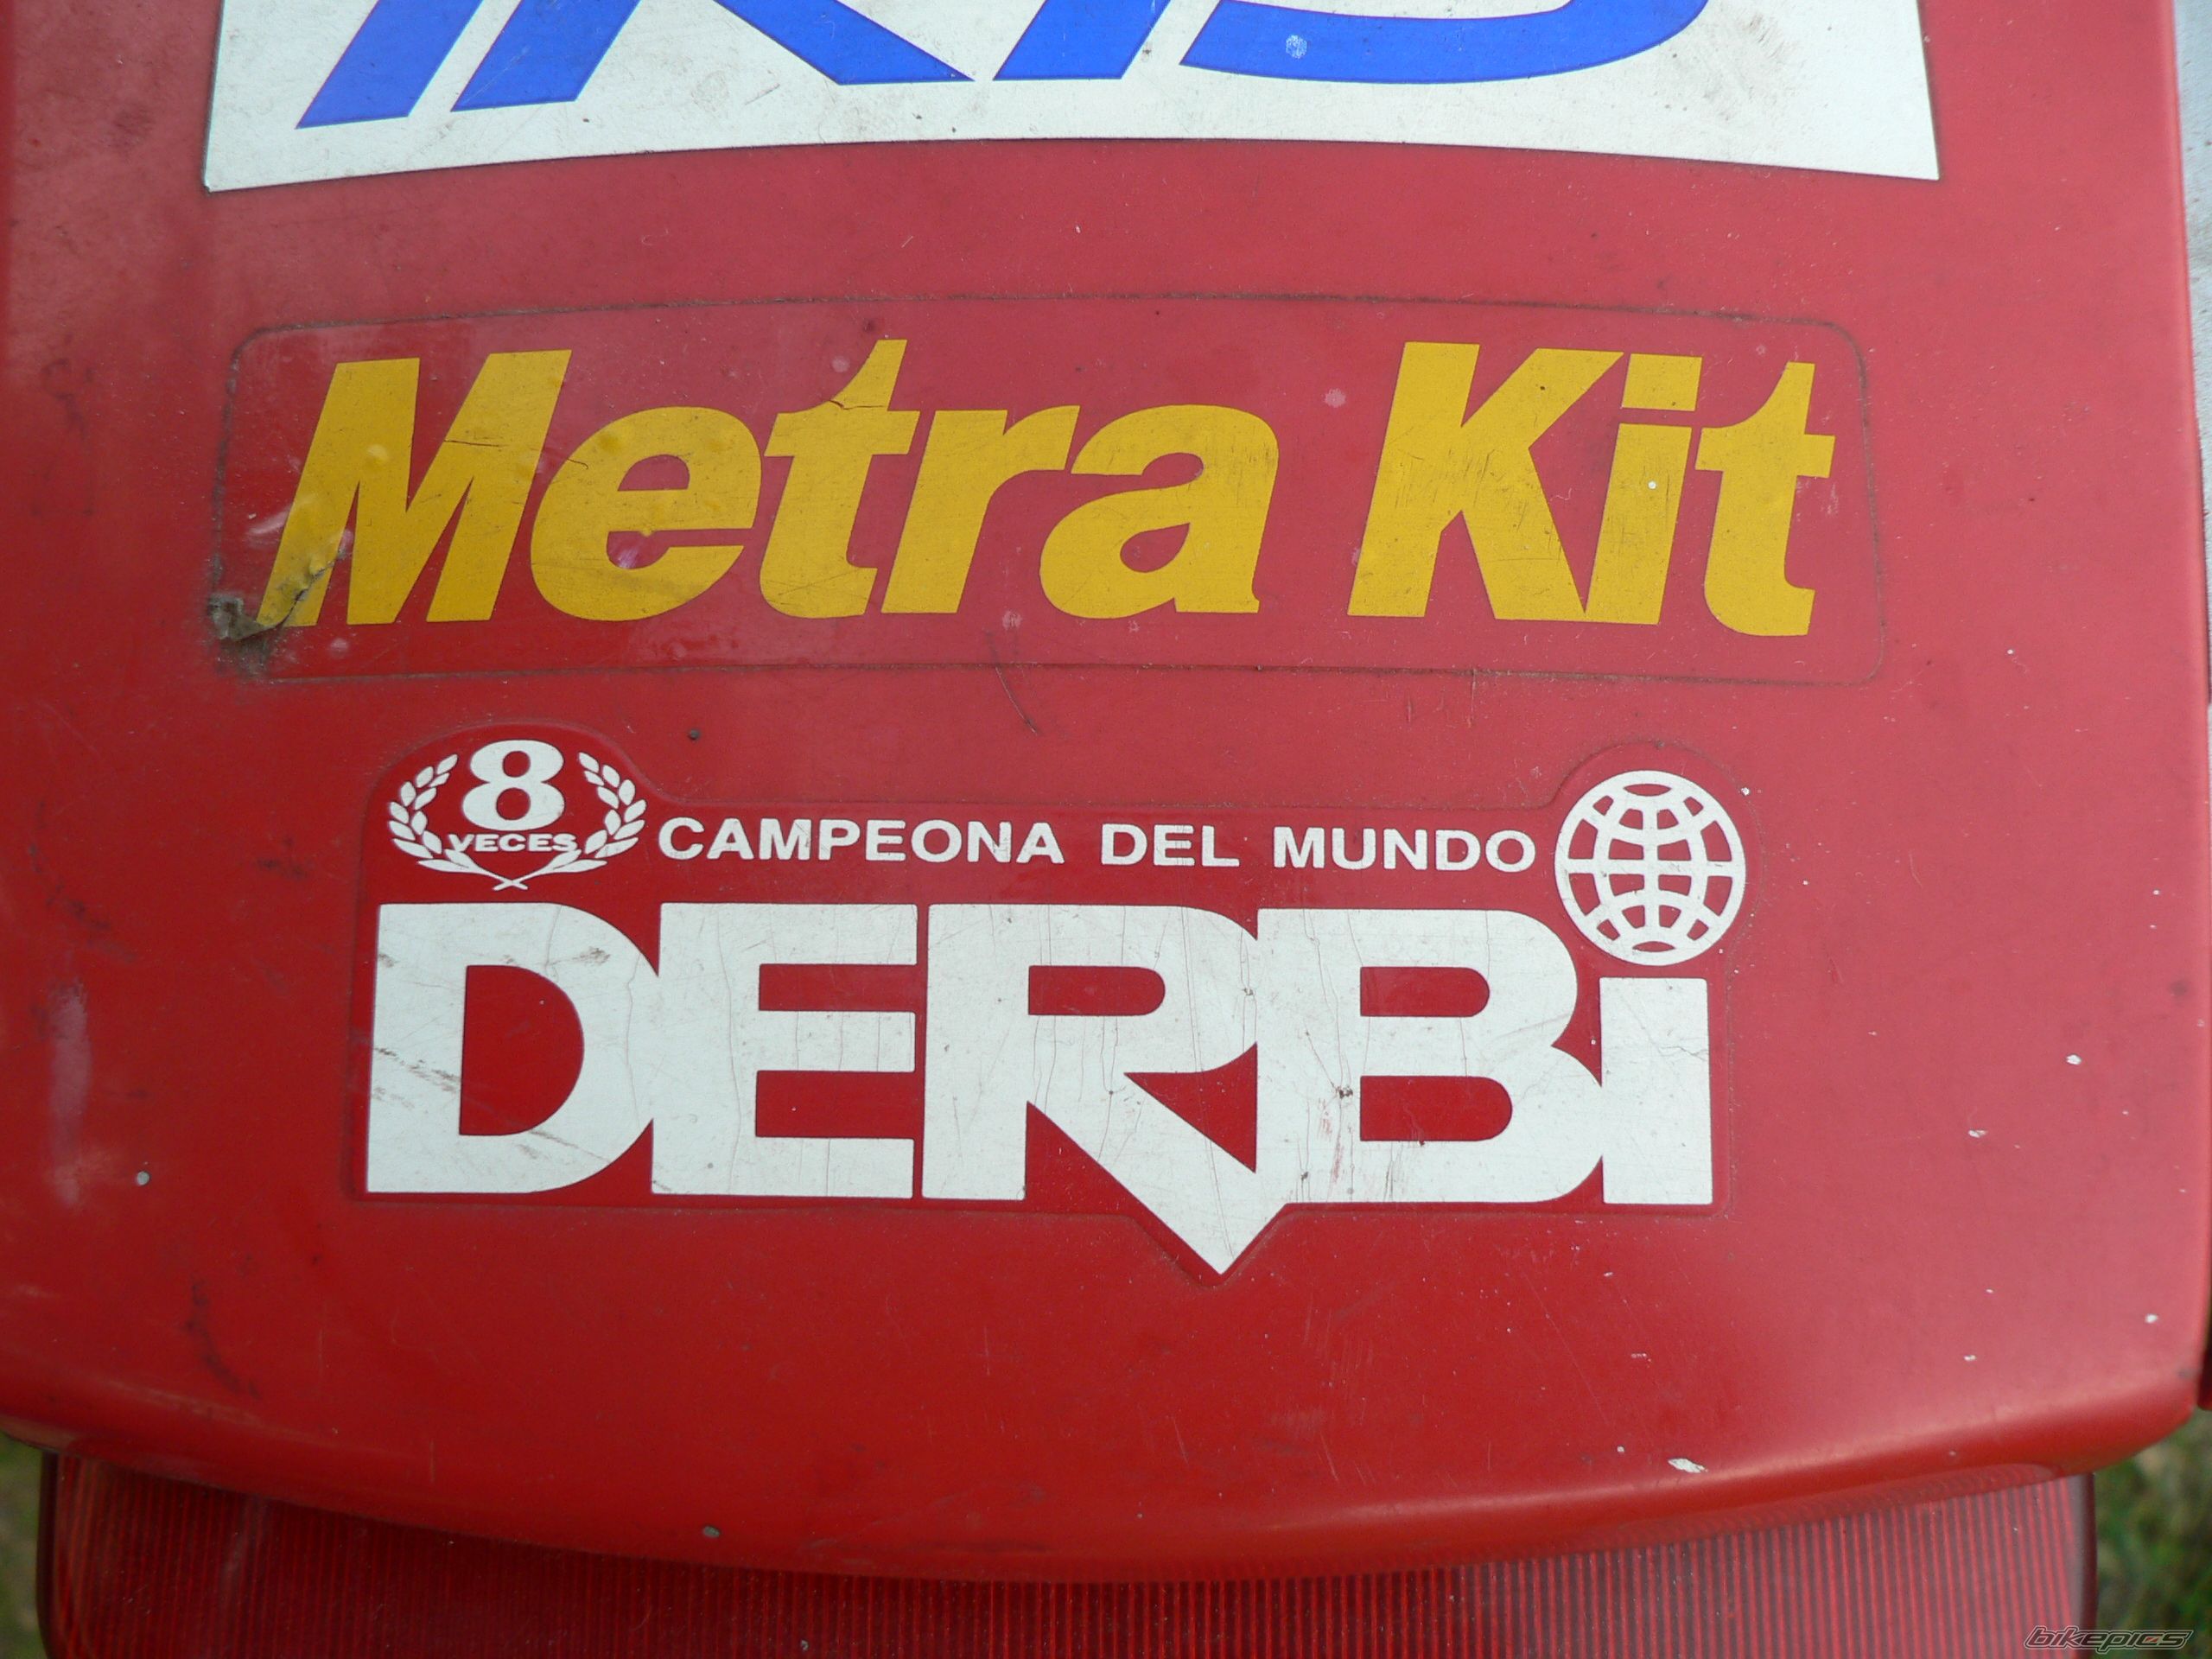 Metra Kit
8
VECES
CAMPEONA DEL MUNDO
DERBi
bikepics